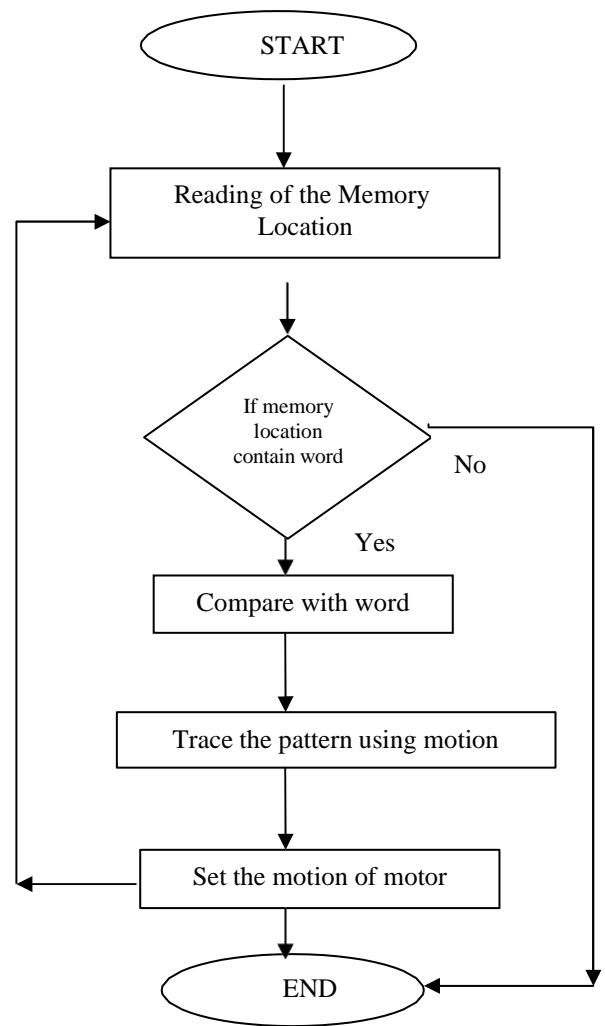 START
Reading of the Memory
Location
If memory
location
contain word
No
Yes
Compare with word
Trace the pattern using motion
Set the motion of motor
END